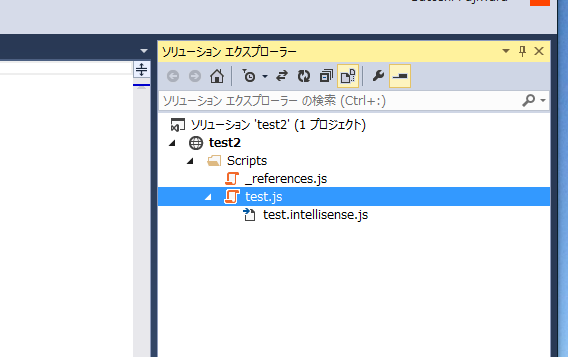 ソリューション エクスプローラー
ソリューション エクスプローラー の検索 (Ctrl+:)
ソリューション 'test2' (1 プロジェクト)
test2
Scripts
_references.js
test.js
test.intellisense.js